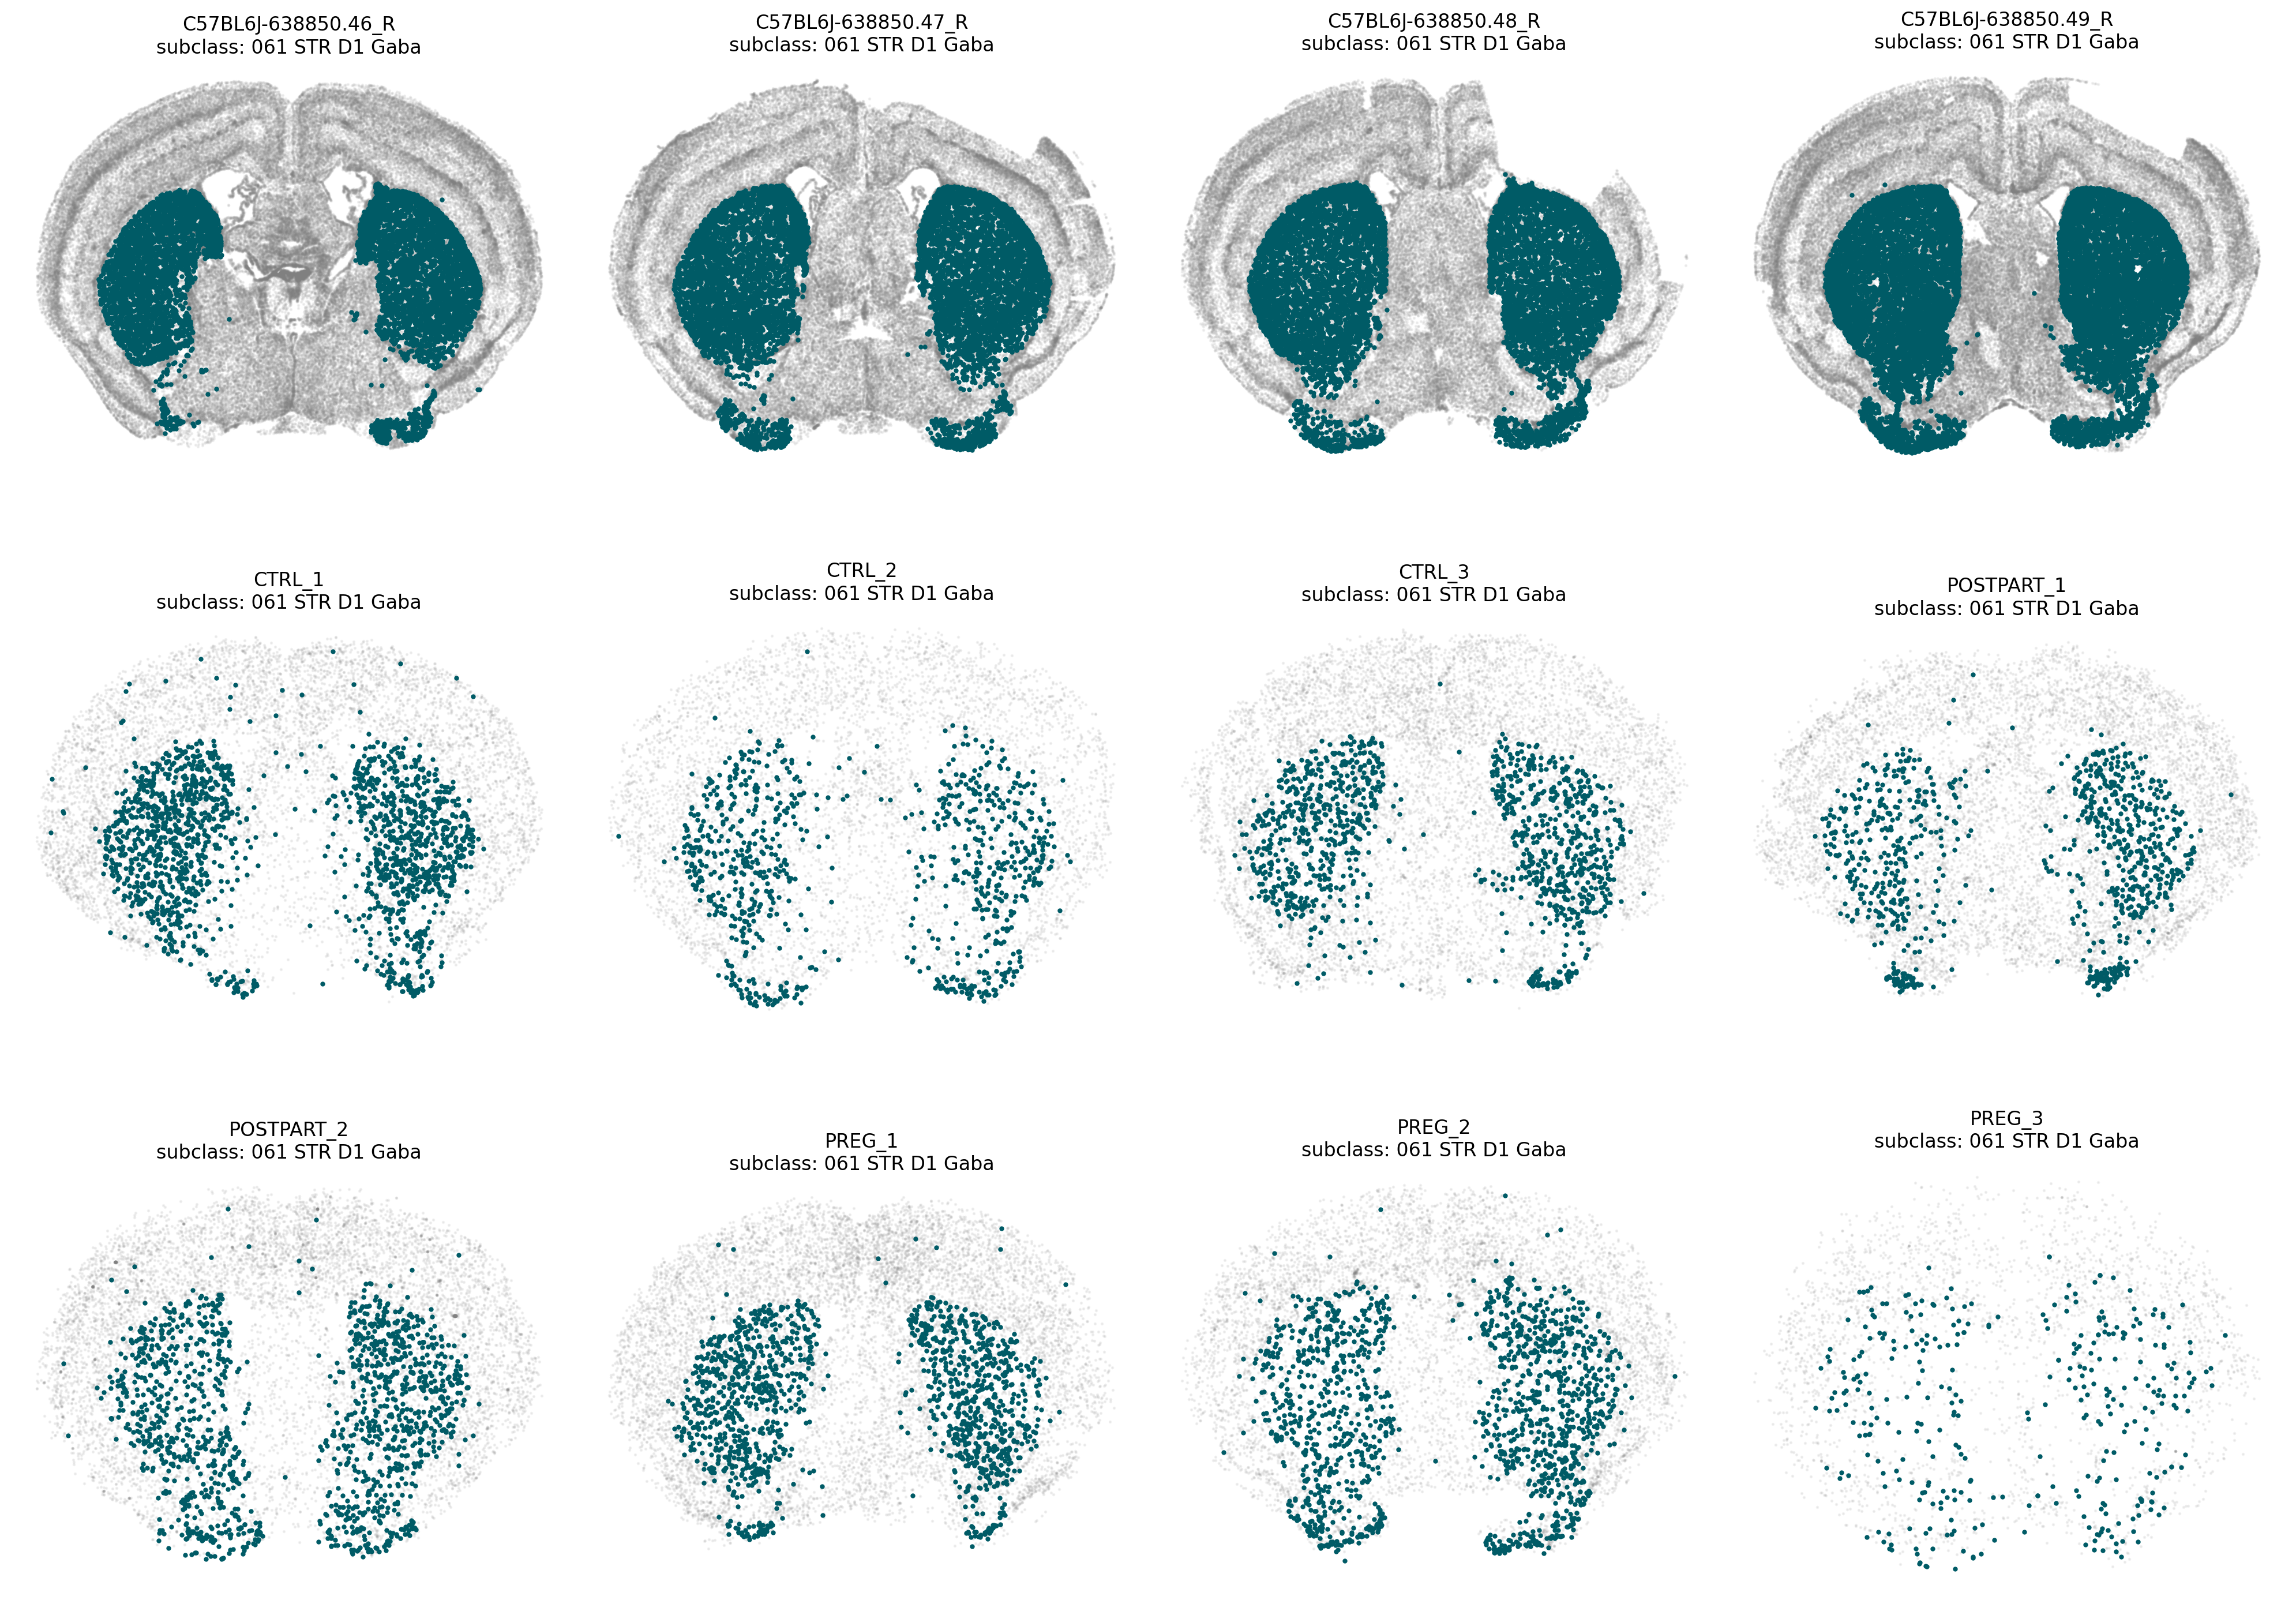 C57BL6J-638850.46_R
subclass: 061 STR D1 Gaba
C57BL6J-638850.47_R
subclass: 061 STR D1 Gaba
C57BL6J-638850.48_R
subclass: 061 STR D1 Gaba
C57BL6J-638850.49_R
subclass: 061 STR D1 Gaba
CTRL_1
subclass: 061 STR D1 Gaba
CTRL_2
subclass: 061 STR D1 Gaba
CTRL_3
subclass: 061 STR D1 Gaba
POSTPART_1
subclass: 061 STR D1 Gaba
POSTPART_2
subclass: 061 STR D1 Gaba
PREG_1
subclass: 061 STR D1 Gaba
PREG_2
subclass: 061 STR D1 Gaba
PREG_3
subclass: 061 STR D1 Gaba